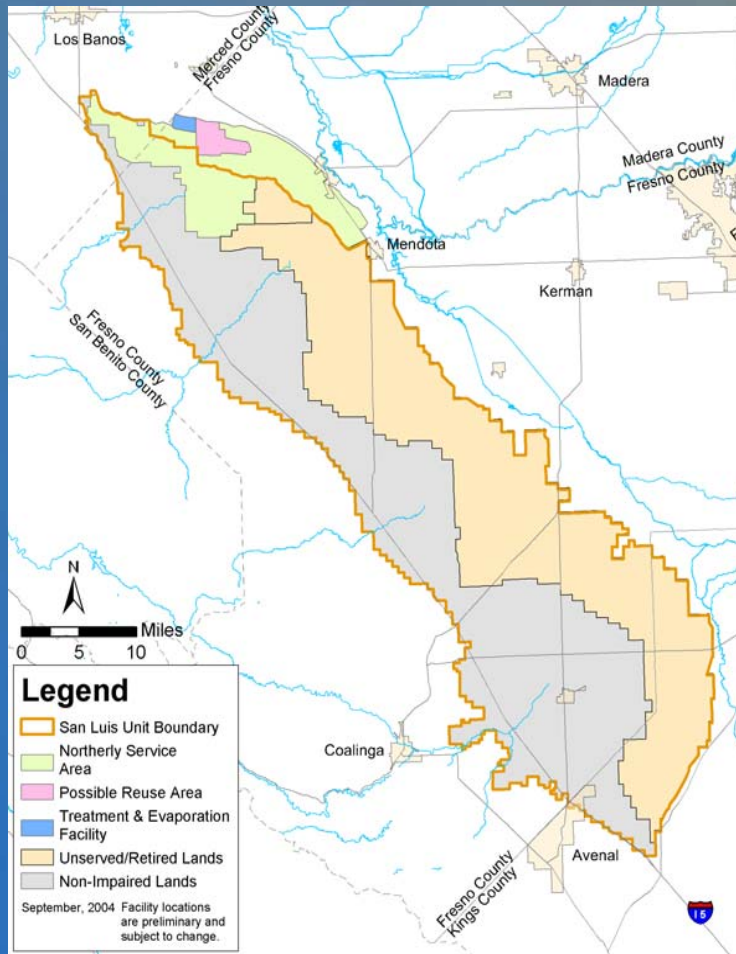 Los Banos
Merced County
Fresno County
Madera
Madera County
Fresno County
Mendota
Kerman
Fresno County
San Benito County
N
0 5 10 Miles
Coalinga
Avenal
Fresno County
Kings County
15
Legend
San Luis Unit Boundary
Northerly Service
Area
Possible Reuse Area
Treatment & Evaporation
Facility
Unserved/Retired Lands
Non-Impaired Lands
September, 2004 Facility locations
are preliminary and
subject to change.